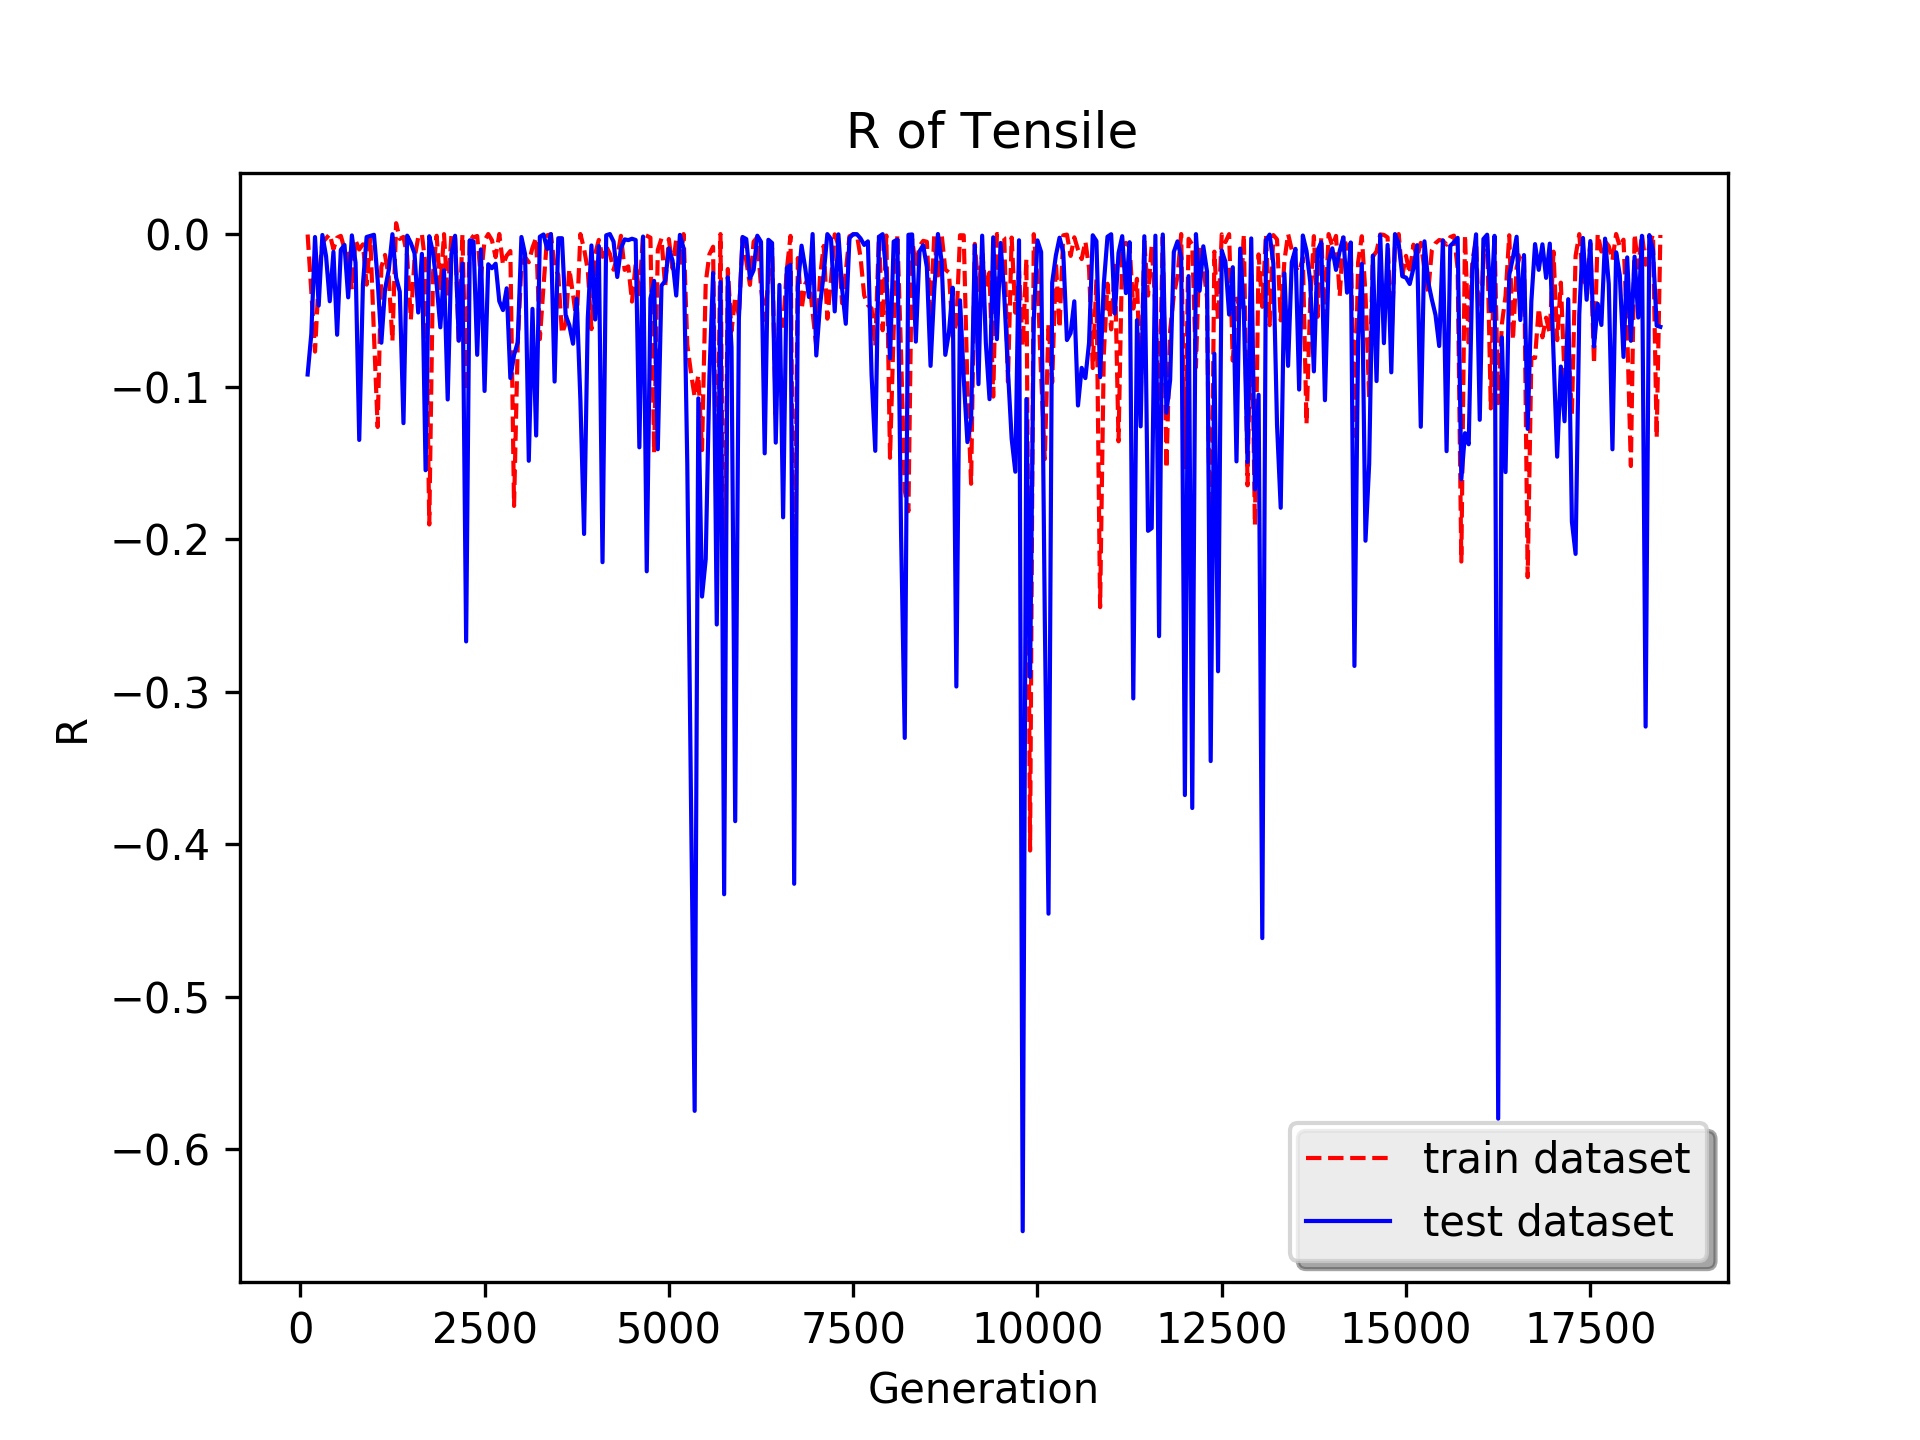 R of Tensile
0.0
−0.1
−0.2
−0.3
−0.4
−0.5
−0.6
R
train dataset
test dataset
0 2500 5000 7500 10000 12500 15000 17500
Generation